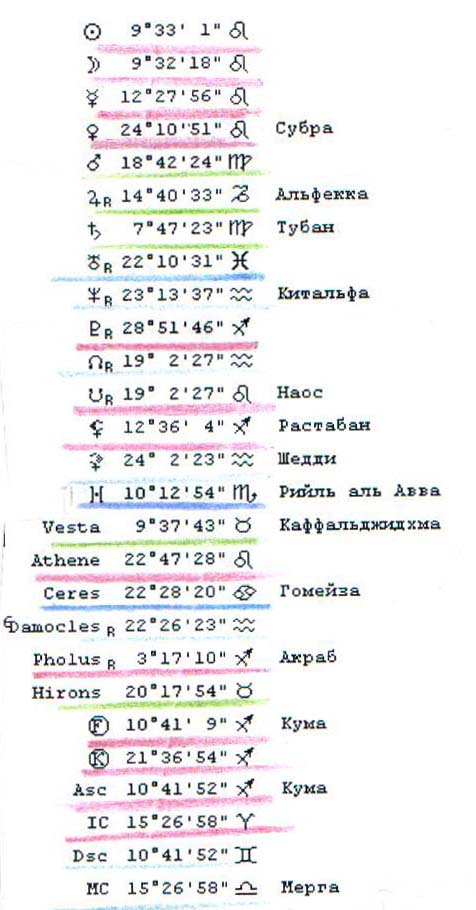 ☉ 9°33' 1" ♌
☽ 9°32'18" ♌
☿ 12°27'56" ♌
♀ 24°10'51" ♌ Субра
♂ 18°42'24" ♍
♃R 14°40'33" ♑ Альфекка
♄ 7°47'23" ♍ Тубан
♅R 22°10'31" ♓
♆R 23°13'37" ♒ Китальфа
♇R 28°51'46" ♐
☊R 19° 2'27" ♒
☋R 19° 2'27" ♌ Наос
⚸ 12°36' 4" ♐ Растабан
24° 2'23" ♒ Шедди
10°12'54" ♏ Рийль аль Авва
Vesta 9°37'43" ♉ Каффальджидхма
Athene 22°47'28" ♌
Ceres 22°28'20" ♋ Гомейза
Damocles R 22°26'23" ♒
Pholus R 3°17'10" ♐ Акраб
Hirons 20°17'54" ♉
Ⓕ 10°41' 9" ♐ Кума
Ⓚ 21°36'54" ♐
Asc 10°41'52" ♐ Кума
IC 15°26'58" ♈
Dsc 10°41'52" ♊
MC 15°26'58" ♎ Мерга